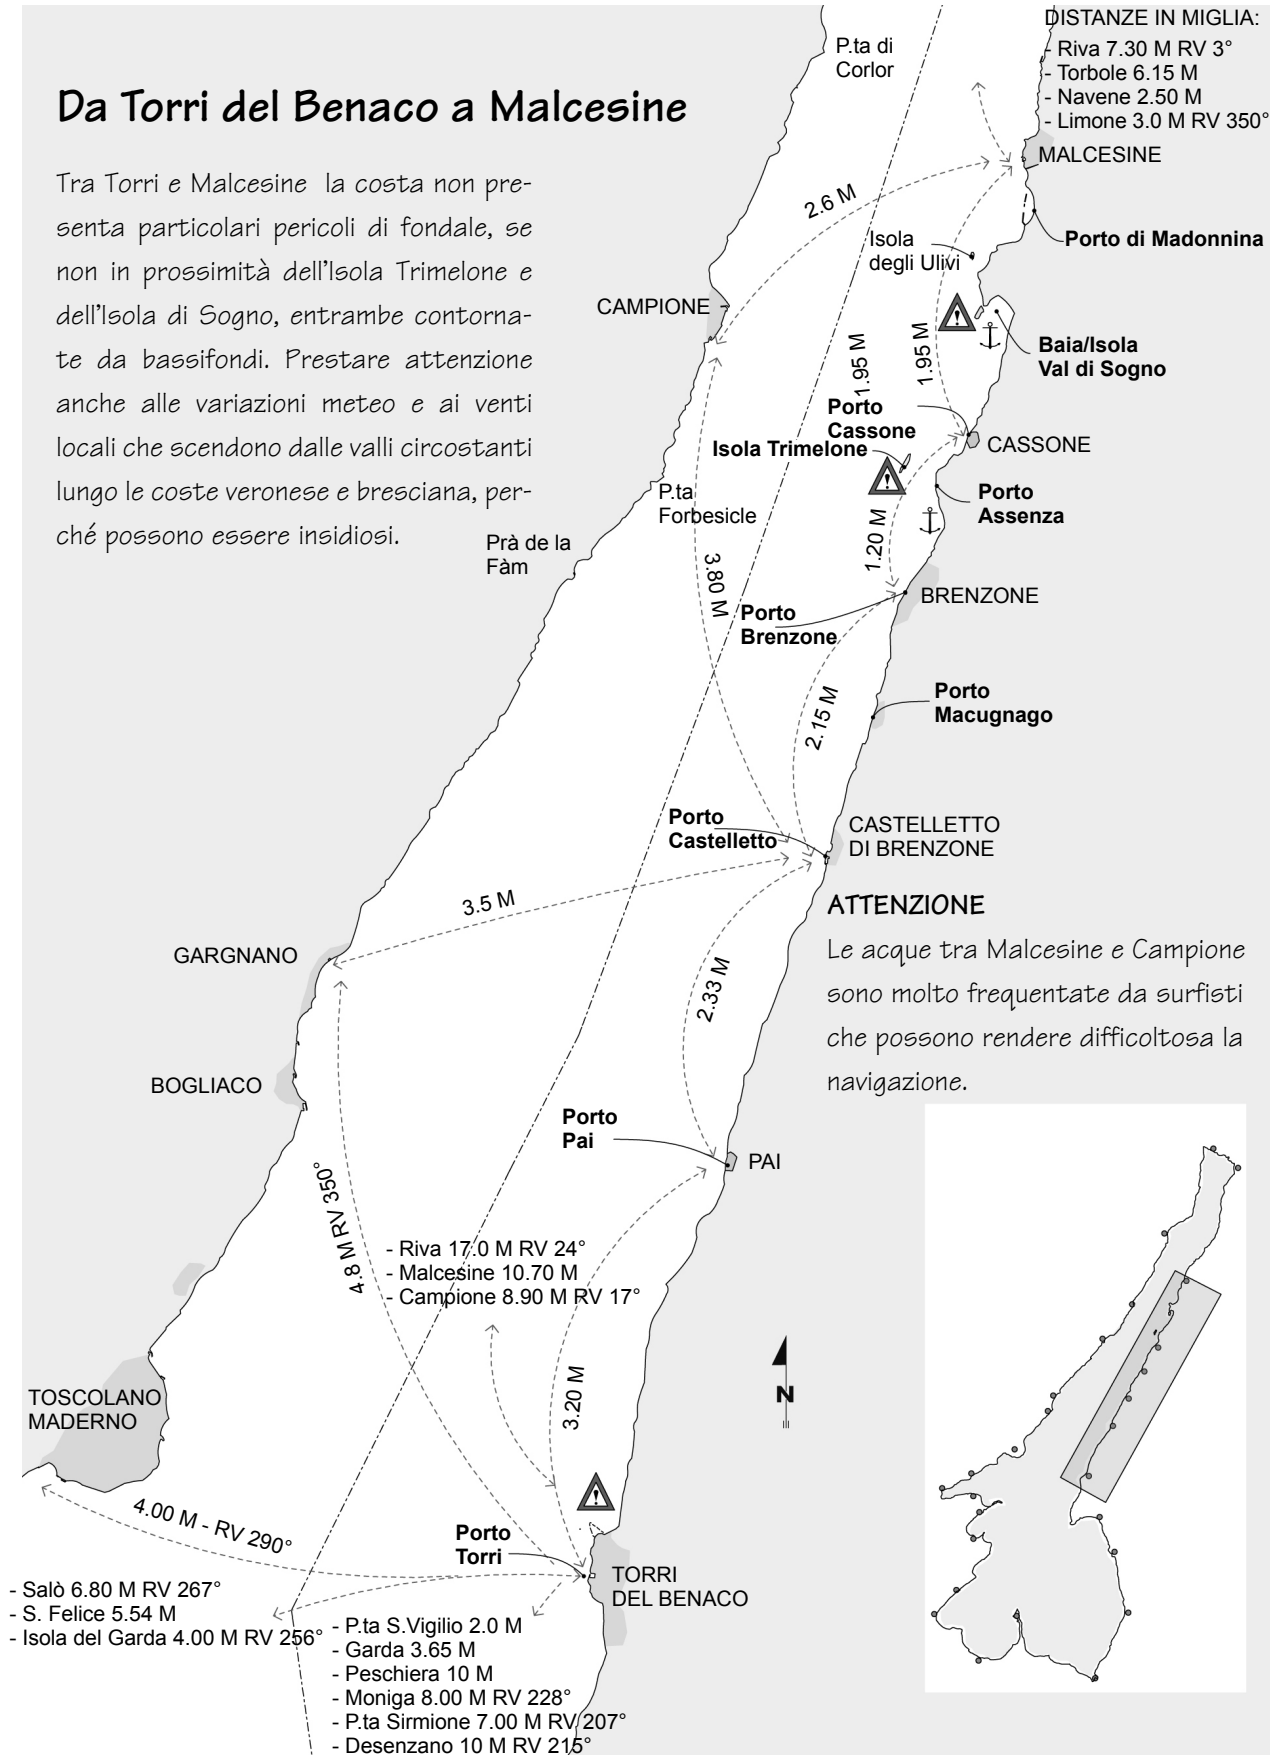 DISTANZE IN MIGLIA:
- Riva 7.30 M RV 3°
- Torbole 6.15 M
- Navene 2.50 M
- Limone 3.0 M RV 350°
P.ta di
Corlor
Da Torri del Benaco a Malcesine
Tra Torri e Malcesine la costa non pre-
senta particolari pericoli di fondale, se
non in prossimità dell'Isola Trimelone e
dell'Isola di Sogno, entrambe contorna-
te da bassifondi. Prestare attenzione
anche alle variazioni meteo e ai venti
locali che scendono dalle valli circostanti
lungo le coste veronese e bresciana, per-
ché possono essere insidiosi.
MALCESINE
2.6 M
Porto di Madonnina
Isola
degli Ulivi
CAMPIONE
Baia/Isola
Val di Sogno
1.95 M
1.95 M
Porto
Cassone
CASSONE
Isola Trimelone
P.ta
Forbesicle
Porto
Assenza
1.20 M
Prà de la
Fàm
3.80 M
BRENZONE
Porto
Brenzone
Porto
Macugnago
2.15 M
Porto
Castelletto
CASTELLETTO
DI BRENZONE
3.5 M
ATTENZIONE
Le acque tra Malcesine e Campione
sono molto frequentate da surfisti
che possono rendere difficoltosa la
navigazione.
GARGNANO
2.33 M
BOGLIACO
Porto
Pai
PAI
4.8 M RV 350°
- Riva 17.0 M RV 24°
- Malcesine 10.70 M
- Campione 8.90 M RV 17°
3.20 M
N
TOSCOLANO
MADERNO
4.00 M - RV 290°
Porto
Torri
TORRI
DEL BENACO
- Salò 6.80 M RV 267°
- S. Felice 5.54 M
- Isola del Garda 4.00 M RV 256°
- P.ta S.Vigilio 2.0 M
- Garda 3.65 M
- Peschiera 10 M
- Moniga 8.00 M RV 228°
- P.ta Sirmione 7.00 M RV 207°
- Desenzano 10 M RV 215°